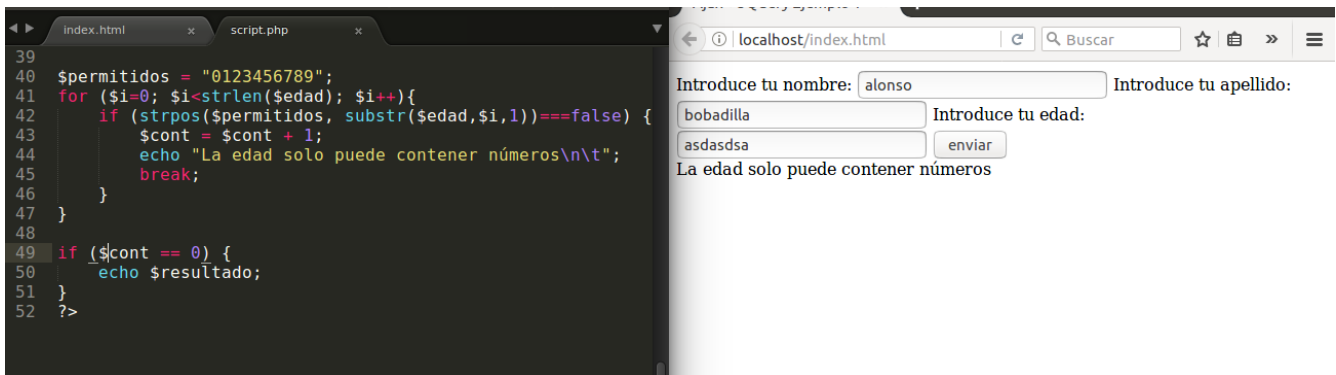 index.html × script.php ×
39
40 $permitidos = "0123456789";
41 for ($i=0; $i<strlen($edad); $i++){
42 if (strpos($permitidos, substr($edad,$i,1))===false) {
43 $cont = $cont + 1;
44 echo "La edad solo puede contener números\n\t";
45 break;
46 }
47 }
48
49 if ($cont == 0) {
50 echo $resultado;
51 }
52 ?>
localhost/index.html Buscar
Introduce tu nombre: alonso Introduce tu apellido:
bobadilla Introduce tu edad:
asdasdsa enviar
La edad solo puede contener números